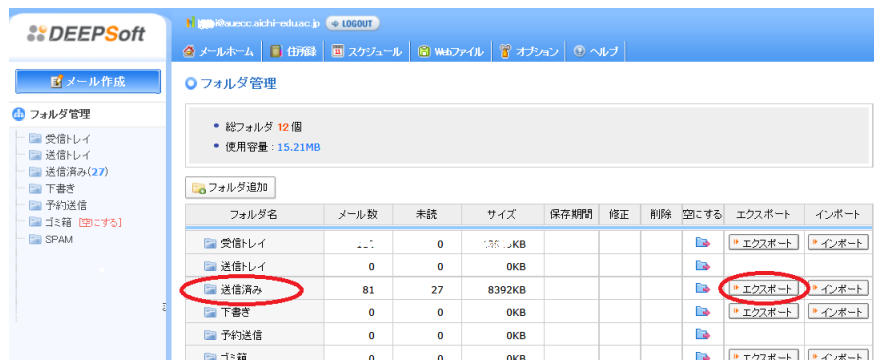 DEEPSoft
@auecc.aichi-edu.ac.jp LOGOUT
メールホーム 住所録 スケジュール Webファイル オプション ヘルプ
メール作成
フォルダ管理
受信トレイ
送信トレイ
送信済み(27)
下書き
予約送信
ゴミ箱 [空にする]
SPAM
フォルダ管理
総フォルダ 12個
使用容量 : 15.21MB
フォルダ追加
フォルダ名 メール数 未読 サイズ 保存期間 修正 削除 空にする エクスポート インポート
受信トレイ 0 KB エクスポート インポート
送信トレイ 0 0 0KB
送信済み 81 27 8392KB エクスポート インポート
下書き 0 0 0KB エクスポート インポート
予約送信 0 0 0KB
ゴミ箱 0 0 0KB エクスポート インポート